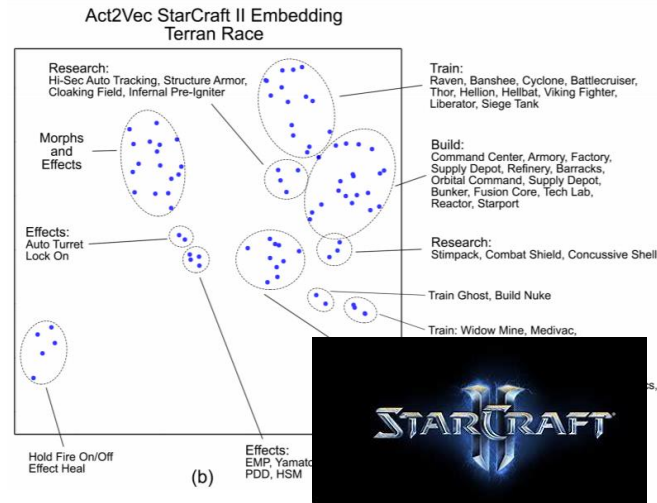 Act2Vec StarCraft II Embedding
Terran Race
Research:
Hi-Sec Auto Tracking, Structure Armor,
Cloaking Field, Infernal Pre-Igniter
Train:
Raven, Banshee, Cyclone, Battlecruiser,
Thor, Hellion, Hellbat, Viking Fighter,
Liberator, Siege Tank
Morphs
and
Effects
Build:
Command Center, Armory, Factory,
Supply Depot, Refinery, Barracks,
Orbital Command, Supply Depot,
Bunker, Fusion Core, Tech Lab,
Reactor, Starport
Effects:
Auto Turret
Lock On
Research:
Stimpack, Combat Shield, Concussive Shell
Train Ghost, Build Nuke
Train: Widow Mine, Medivac,
STARCRAFT
II
Hold Fire On/Off
Effect Heal
(b)
Effects:
EMP, Yamato
PDD, HSM